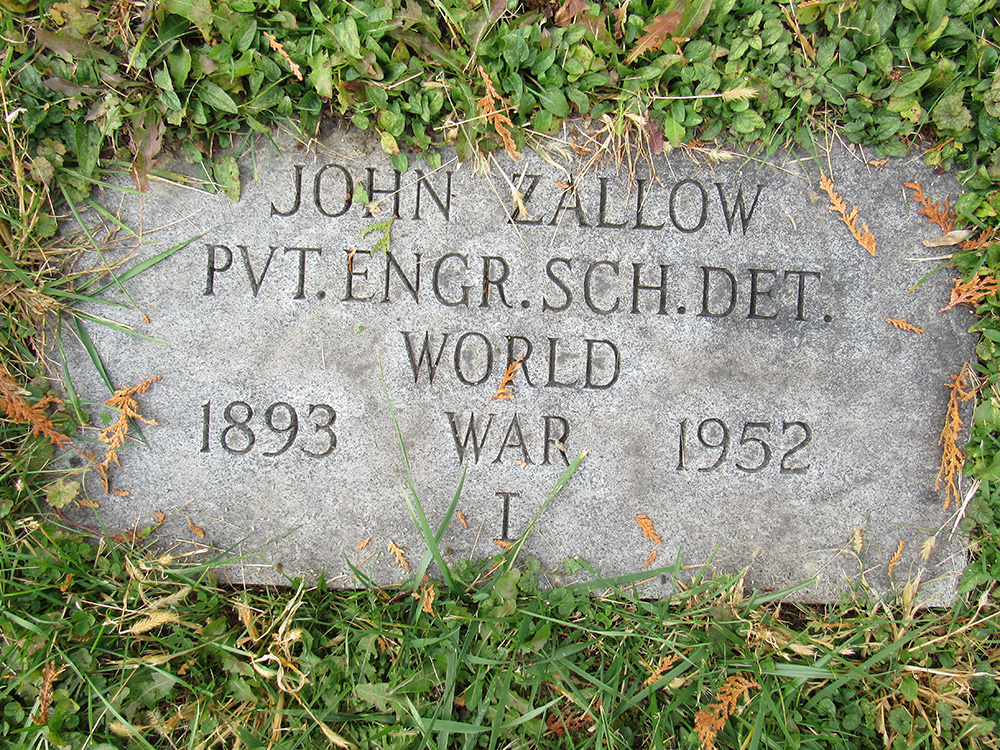 JOHN ZALLOW
PVT. ENGR. SCH. DET.
WORLD
1893 WAR 1952
I